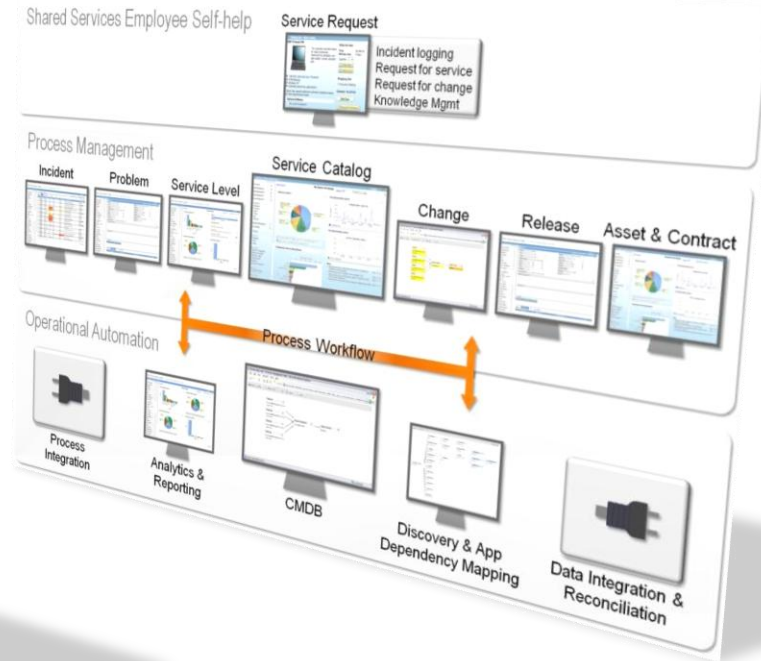 Shared Services Employee Self-help
Service Request
Incident logging
Request for service
Request for change
Knowledge Mgmt
Process Management
Incident
Problem
Service Level
Service Catalog
Change
Release
Asset & Contract
Operational Automation
Process Workflow
Process
Integration
Analytics &
Reporting
CMDB
Discovery & App
Dependency Mapping
Data Integration &
Reconciliation